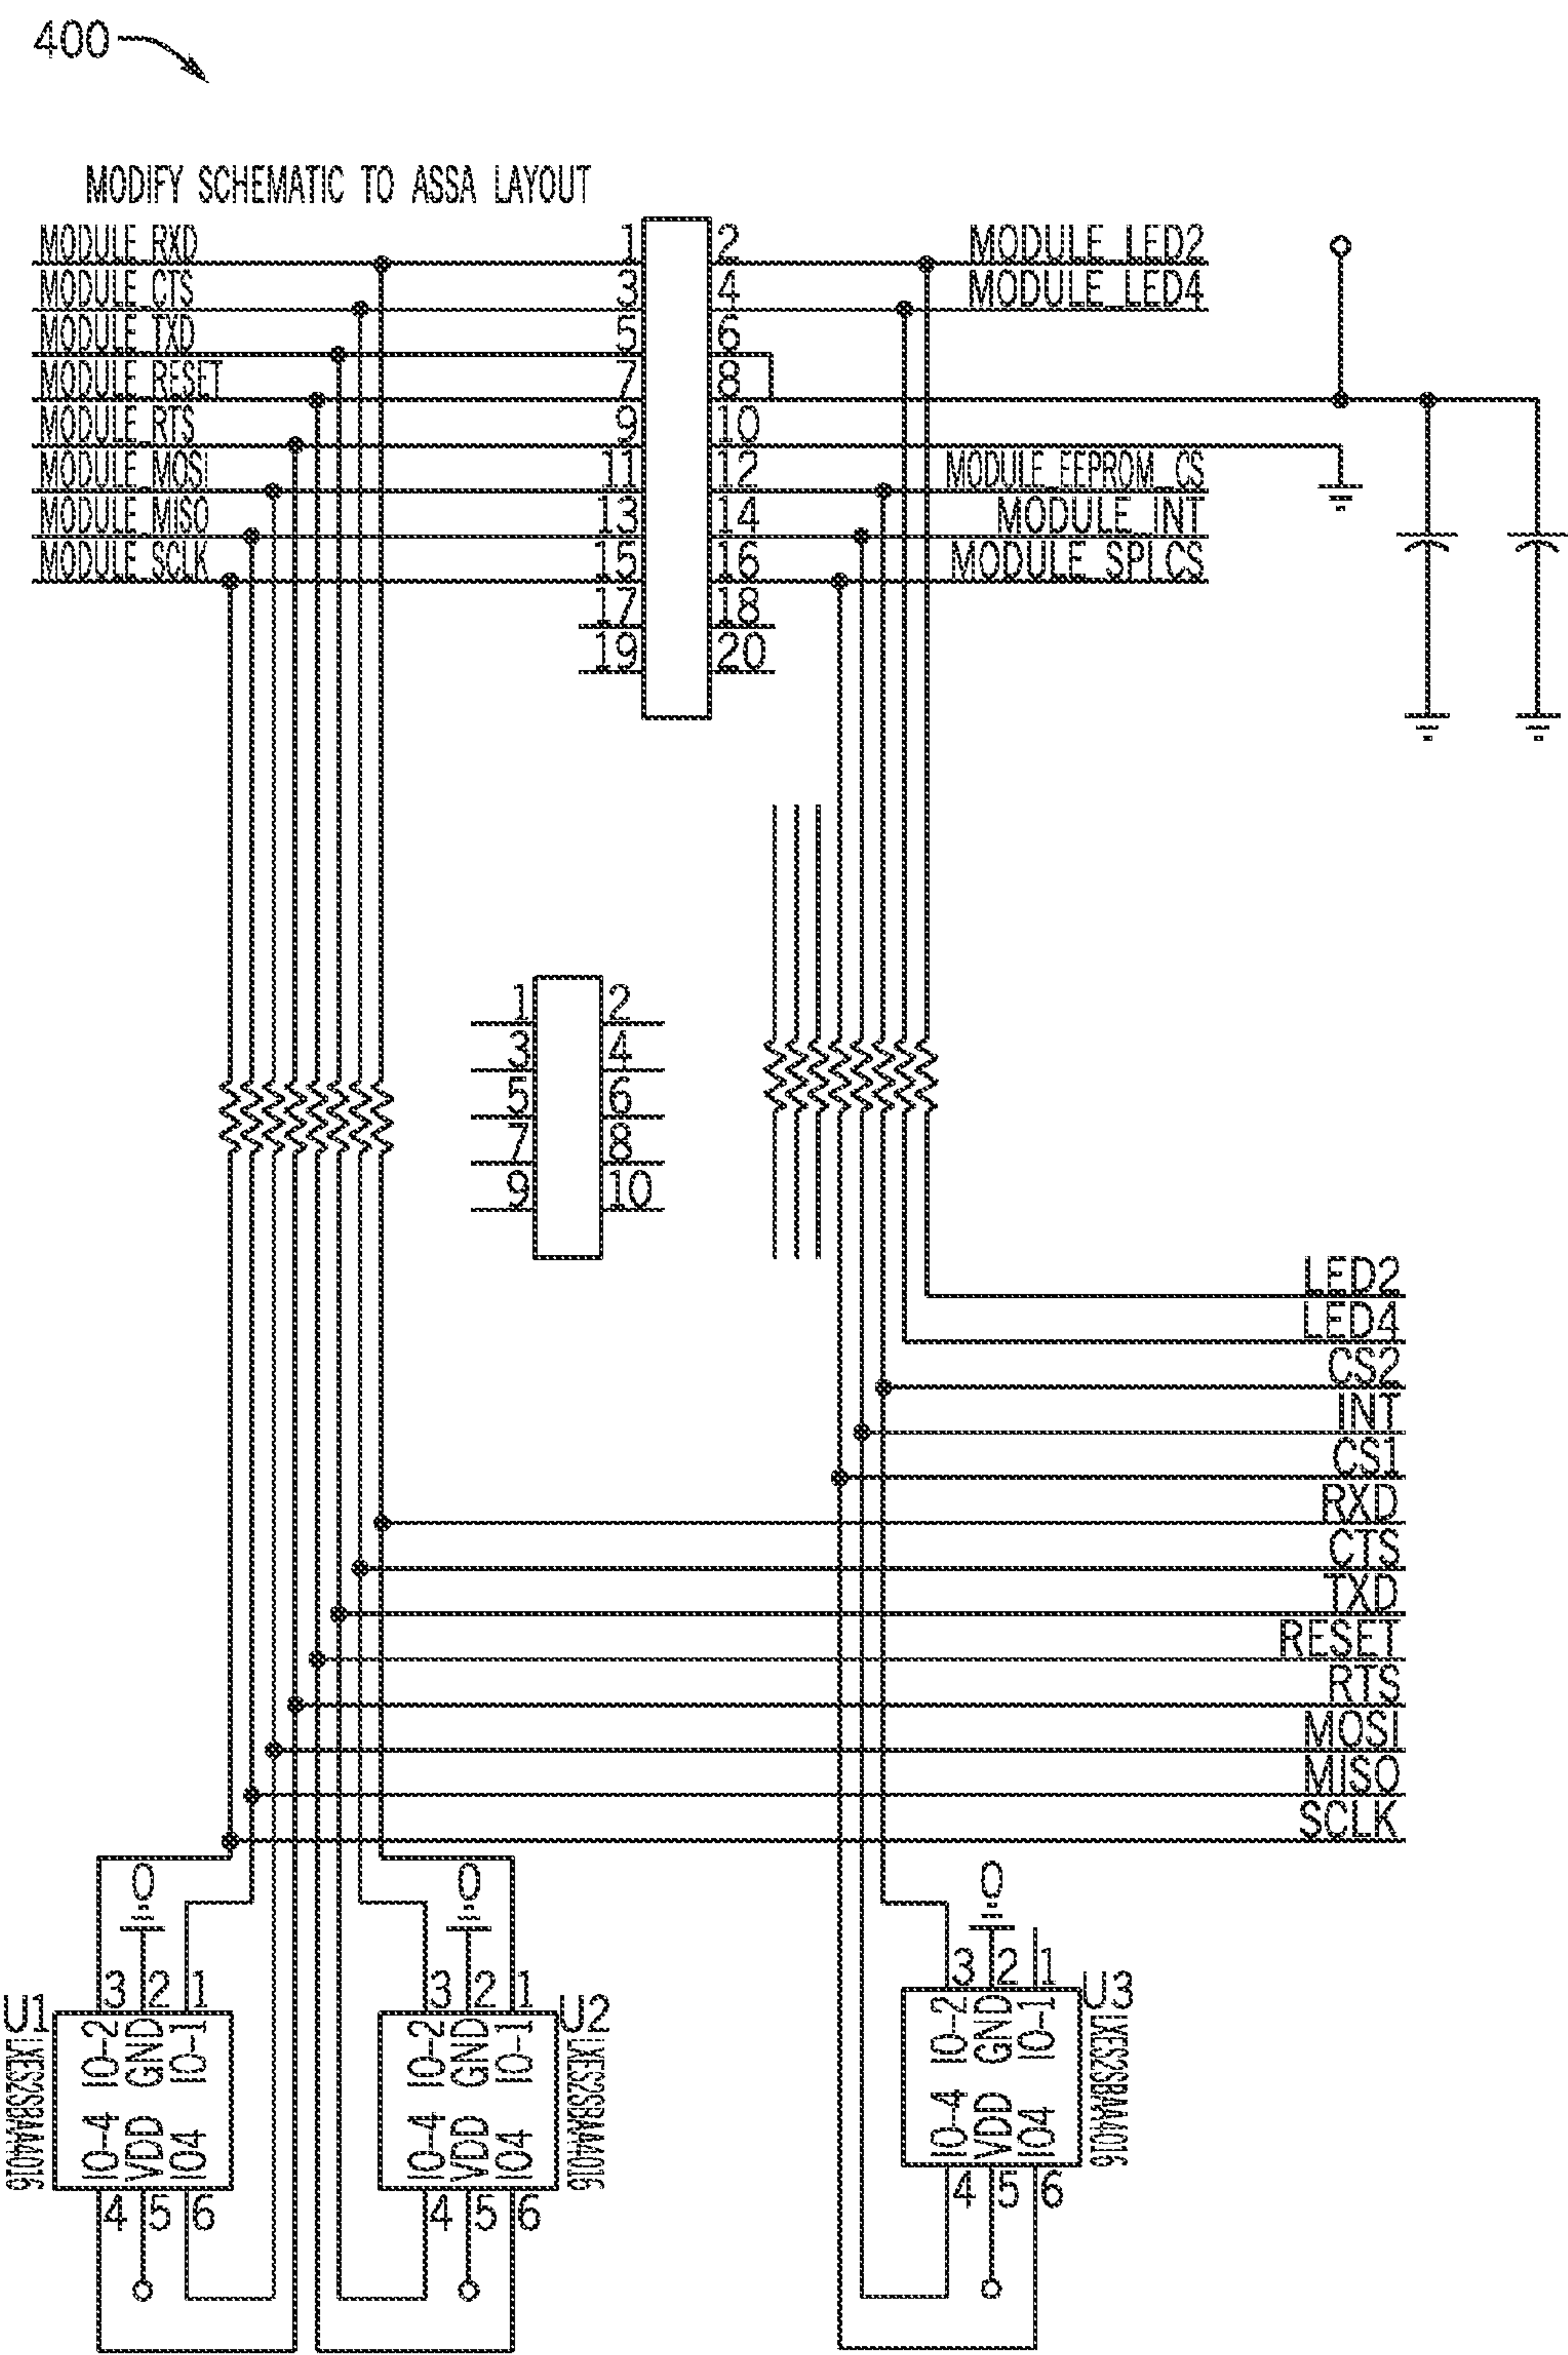 400
MODIFY SCHEMATIC TO ASSA LAYOUT
MODULE_RXD 1 2 MODULE_LED2
MODULE_CTS 3 4 MODULE_LED4
MODULE_TXD 5 6
MODULE_RESET 7 8
MODULE_RTS 9 10
MODULE_MOSI 11 12 MODULE_EEPROM_CS
MODULE_MISO 13 14 MODULE_INT
MODULE_SCLK 15 16 MODULE_SPI_CS
17 18
19 20
1 2
3 4
5 6
7 8
9 10
LED2
LED4
CS2
INT
CS1
RXD
CTS
TXD
RESET
RTS
MOSI
MISO
SCLK
0 0 0
3 2 1 3 2 1 3 2 1
U1 U2 U3
IO-2 GND IO-1 IO-2 GND IO-1 IO-2 GND IO-1
IO-4 VDD IO4 IO-4 VDD IO4 IO-4 VDD IO4
4 5 6 4 5 6 4 5 6